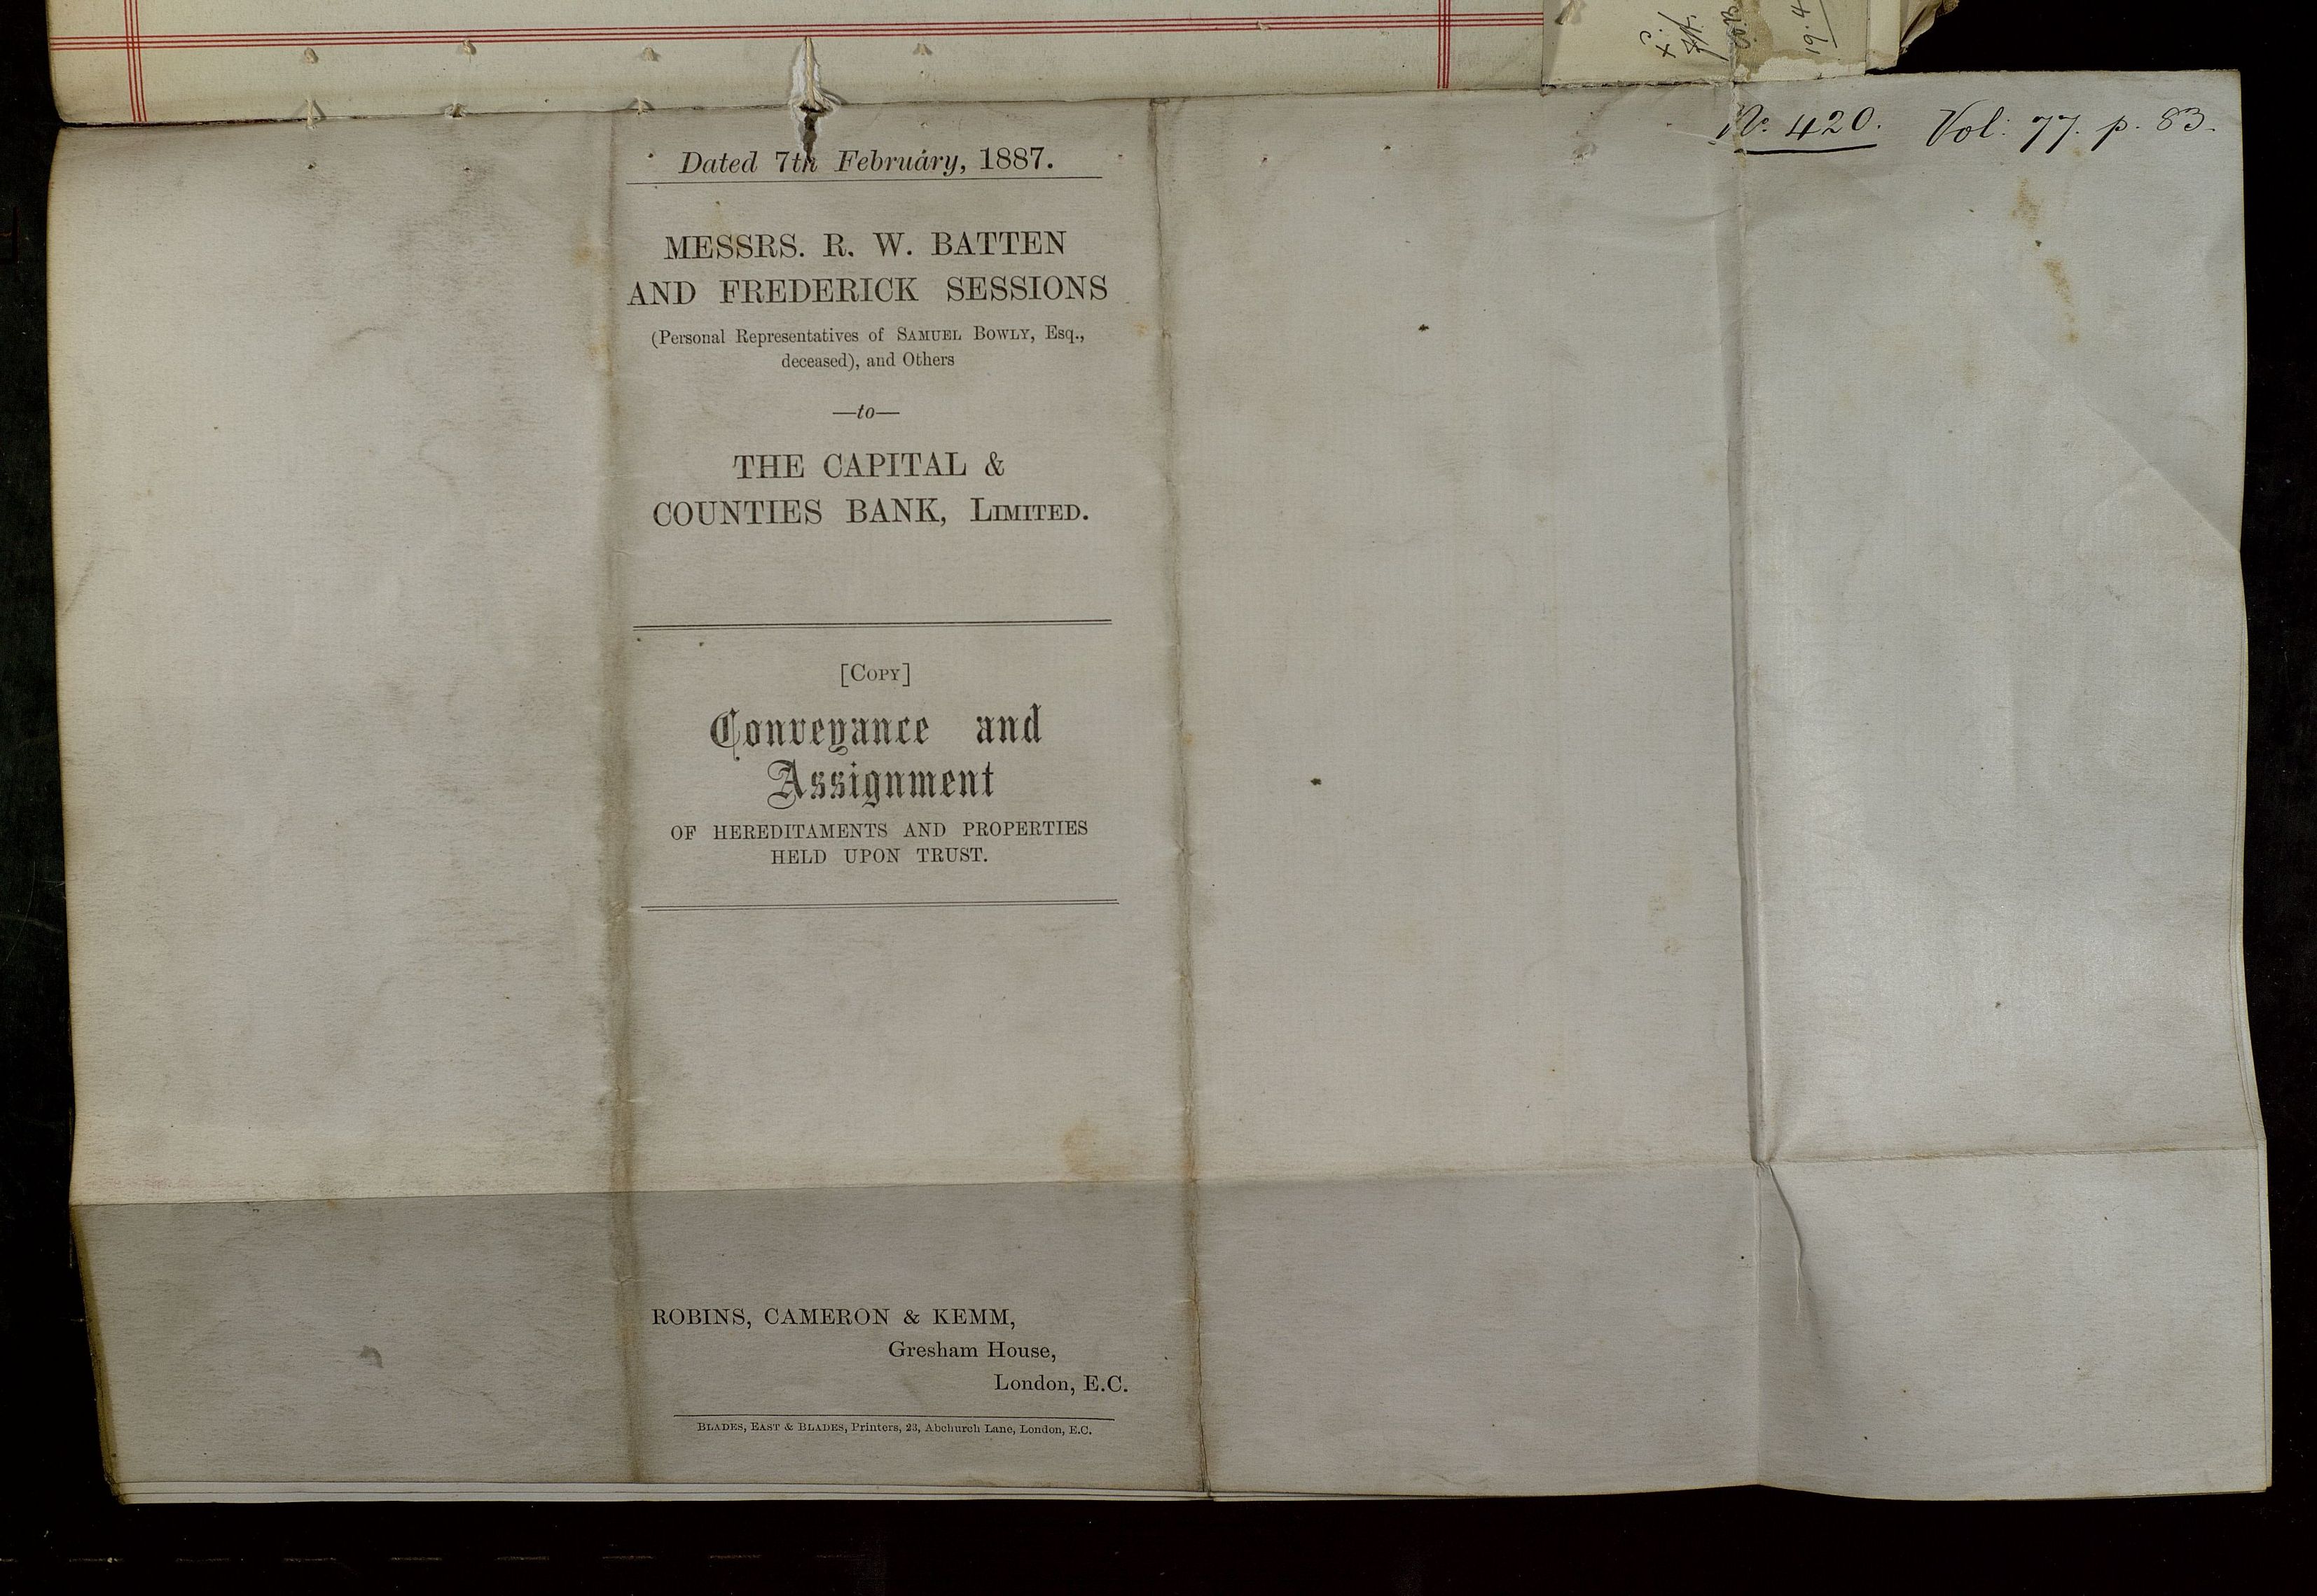 No. 420. Vol: 77. p. 83.
Dated 7th February, 1887.
MESSRS. R. W. BATTEN
AND FREDERICK SESSIONS
(Personal Representatives of SAMUEL BOWLY, Esq.,
deceased), and Others
—to—
THE CAPITAL &
COUNTIES BANK, LIMITED.
[COPY]
Conveyance and
Assignment
OF HEREDITAMENTS AND PROPERTIES
HELD UPON TRUST.
ROBINS, CAMERON & KEMM,
Gresham House,
London, E.C.
BLADES, EAST & BLADES, Printers, 23, Abchurch Lane, London, E.C.